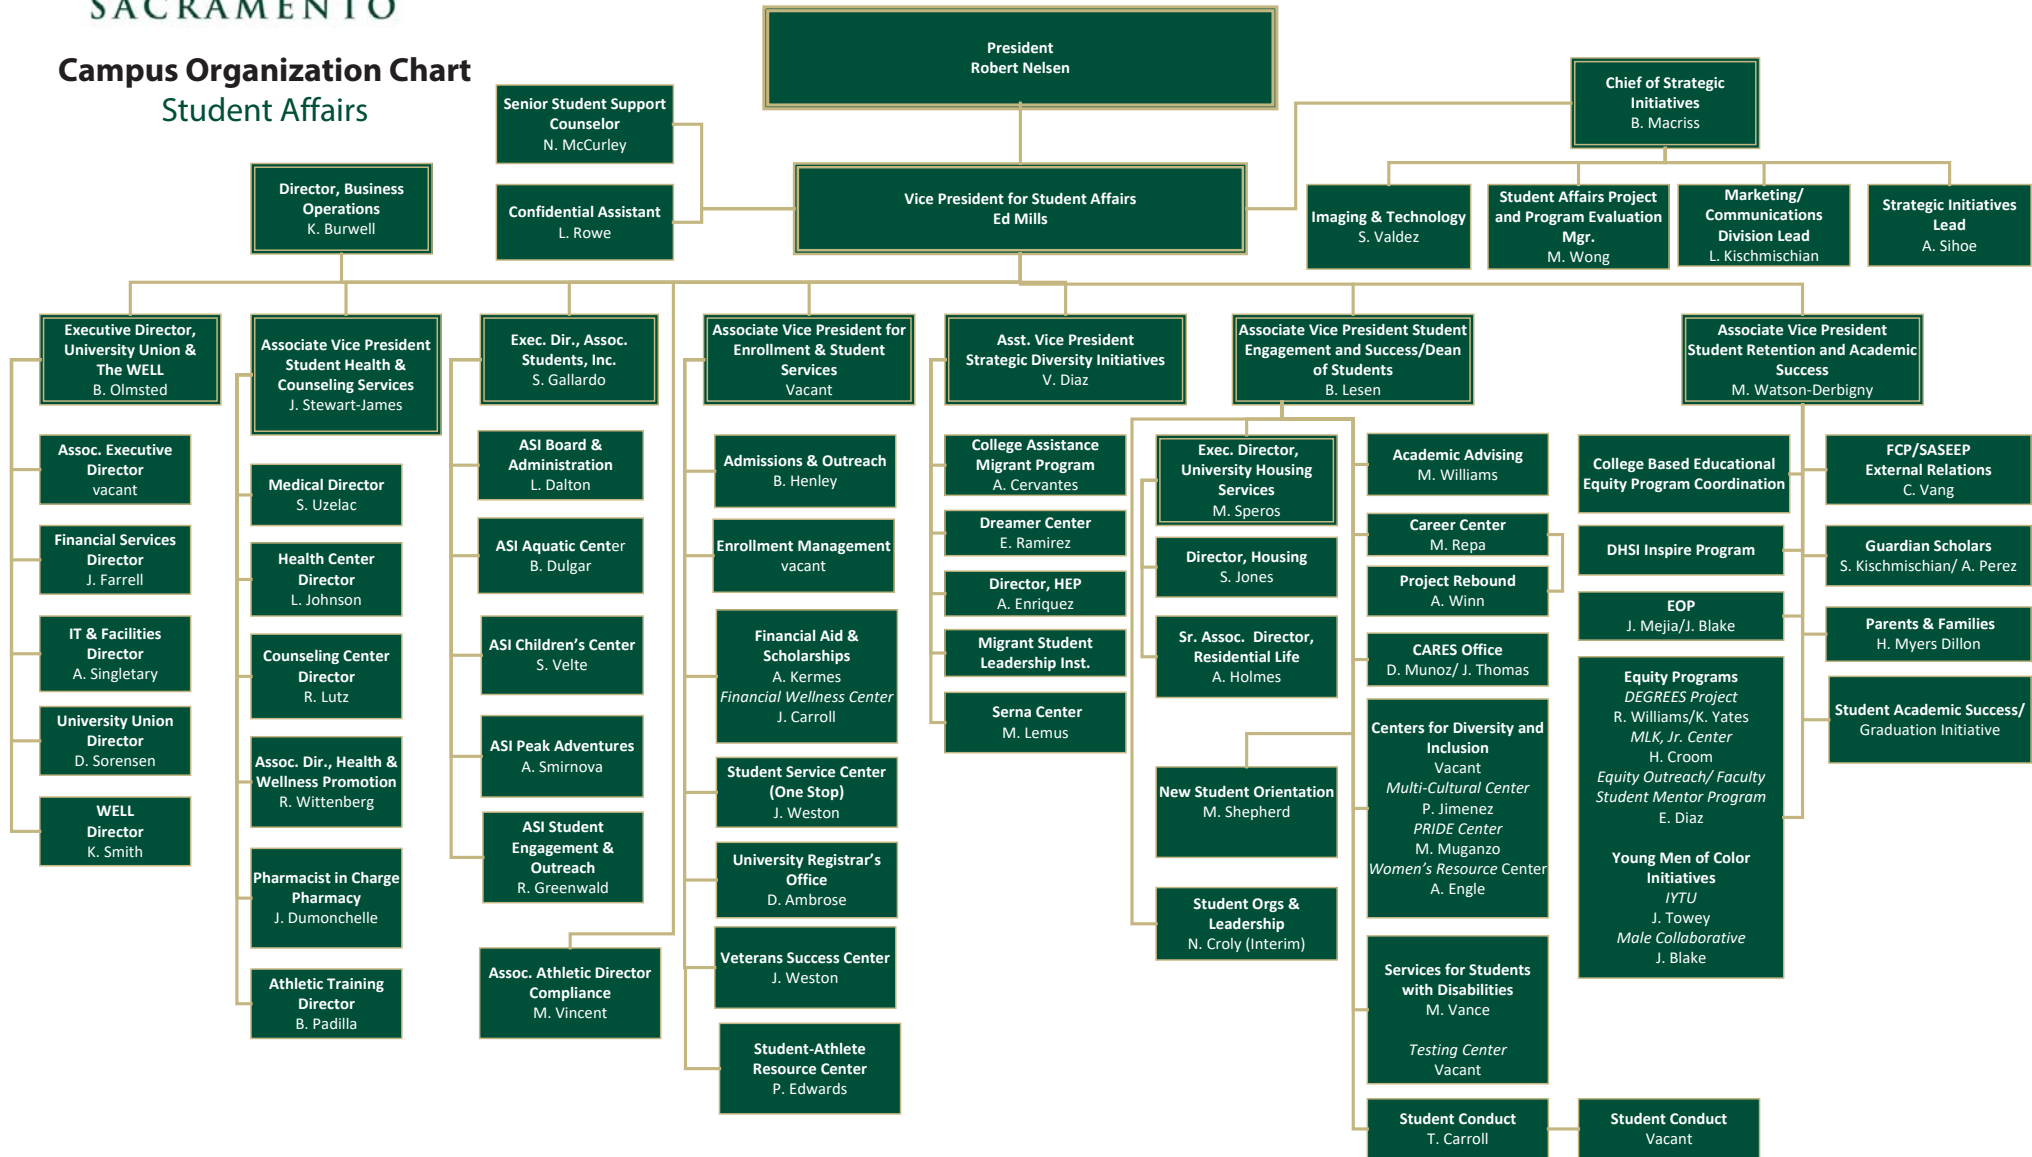 SACRAMENTO
Campus Organization Chart
Student Affairs
President
Robert Nelsen
Senior Student Support
Counselor
N. McCurley
Confidential Assistant
L. Rowe
Vice President for Student Affairs
Ed Mills
Chief of Strategic
Initiatives
B. Macriss
Imaging & Technology
S. Valdez
Student Affairs Project
and Program Evaluation
Mgr.
M. Wong
Marketing/
Communications
Division Lead
L. Kischmischian
Strategic Initiatives
Lead
A. Sihoe
Director, Business
Operations
K. Burwell
Executive Director,
University Union &
The WELL
B. Olmsted
Assoc. Executive
Director
vacant
Financial Services
Director
J. Farrell
IT & Facilities
Director
A. Singletary
University Union
Director
D. Sorensen
WELL
Director
K. Smith
Associate Vice President
Student Health &
Counseling Services
J. Stewart-James
Medical Director
S. Uzelac
Health Center
Director
L. Johnson
Counseling Center
Director
R. Lutz
Assoc. Dir., Health &
Wellness Promotion
R. Wittenberg
Pharmacist in Charge
Pharmacy
J. Dumonchelle
Athletic Training
Director
B. Padilla
Exec. Dir., Assoc.
Students, Inc.
S. Gallardo
ASI Board &
Administration
L. Dalton
ASI Aquatic Center
B. Dulgar
ASI Children's Center
S. Velte
ASI Peak Adventures
A. Smirnova
ASI Student
Engagement &
Outreach
R. Greenwald
Assoc. Athletic Director
Compliance
M. Vincent
Associate Vice President for
Enrollment & Student
Services
Vacant
Admissions & Outreach
B. Henley
Enrollment Management
vacant
Financial Aid &
Scholarships
A. Kermes
Financial Wellness Center
J. Carroll
Student Service Center
(One Stop)
J. Weston
University Registrar's
Office
D. Ambrose
Veterans Success Center
J. Weston
Student-Athlete
Resource Center
P. Edwards
Asst. Vice President
Strategic Diversity Initiatives
V. Diaz
College Assistance
Migrant Program
A. Cervantes
Dreamer Center
E. Ramirez
Director, HEP
A. Enriquez
Migrant Student
Leadership Inst.
Serna Center
M. Lemus
Associate Vice President Student
Engagement and Success/Dean
of Students
B. Lesen
Exec. Director,
University Housing
Services
M. Speros
Director, Housing
S. Jones
Sr. Assoc. Director,
Residential Life
A. Holmes
New Student Orientation
M. Shepherd
Student Orgs &
Leadership
N. Croly (Interim)
Academic Advising
M. Williams
Career Center
M. Repa
Project Rebound
A. Winn
CARES Office
D. Munoz/ J. Thomas
Centers for Diversity and
Inclusion
Vacant
Multi-Cultural Center
P. Jimenez
PRIDE Center
M. Muganzo
Women's Resource Center
A. Engle
Services for Students
with Disabilities
M. Vance
Testing Center
Vacant
Student Conduct
T. Carroll
Student Conduct
Vacant
Associate Vice President
Student Retention and Academic
Success
M. Watson-Derbigny
College Based Educational
Equity Program Coordination
DHSI Inspire Program
EOP
J. Mejia/J. Blake
Equity Programs
DEGREES Project
R. Williams/K. Yates
MLK, Jr. Center
H. Croom
Equity Outreach/ Faculty
Student Mentor Program
E. Diaz
Young Men of Color
Initiatives
IYTU
J. Towey
Male Collaborative
J. Blake
FCP/SASEEP
External Relations
C. Vang
Guardian Scholars
S. Kischmischian/ A. Perez
Parents & Families
H. Myers Dillon
Student Academic Success/
Graduation Initiative